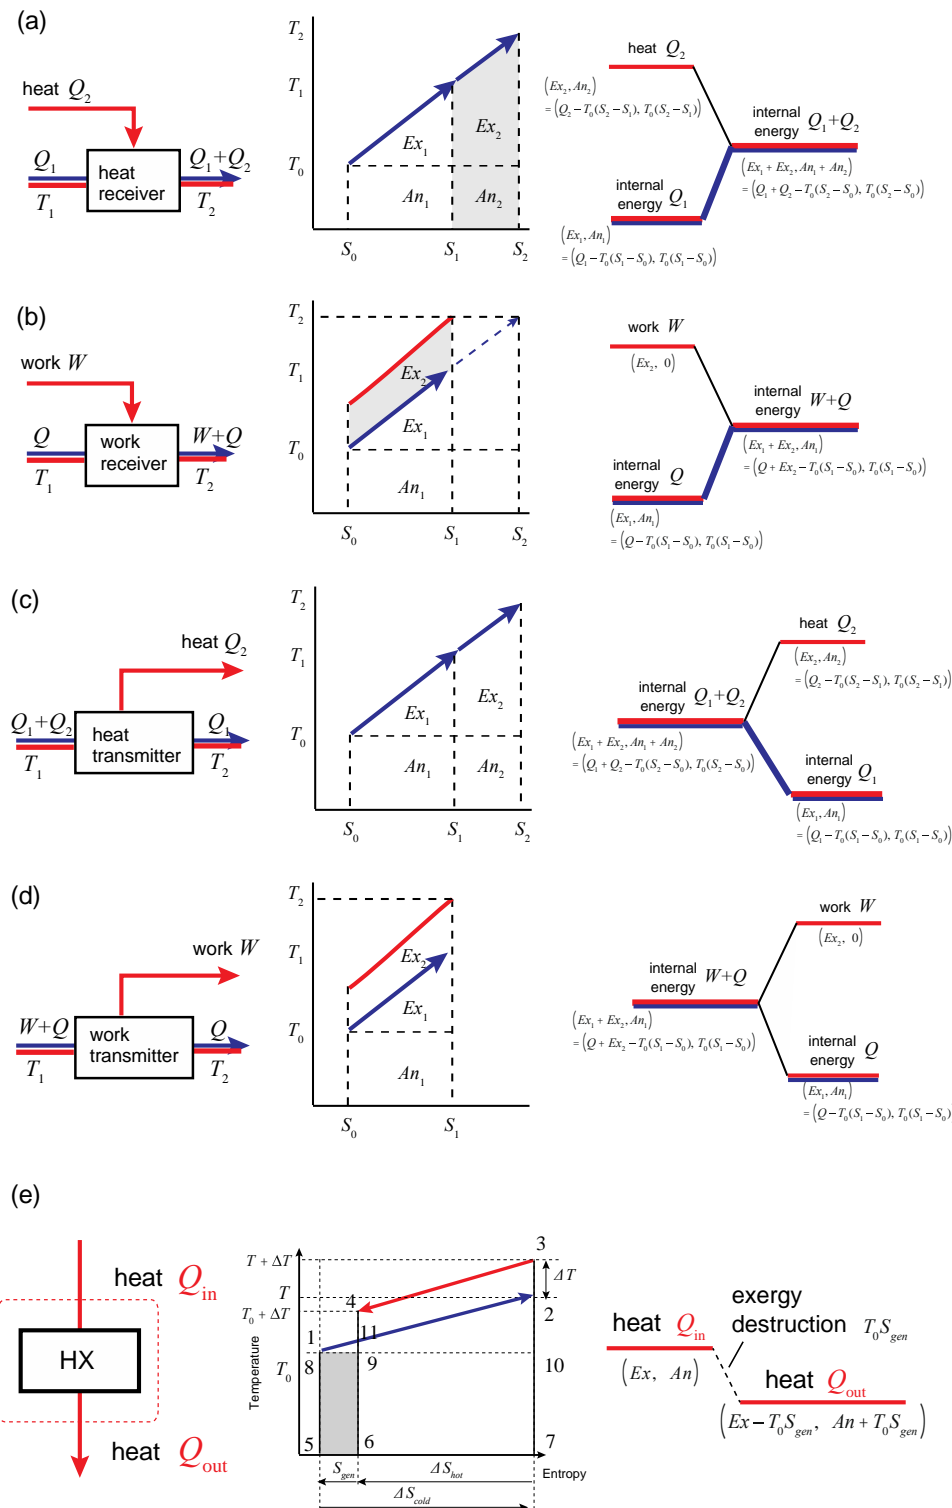 (a)
heat Q₂
Q₁
T₁
heat
receiver
Q₁+Q₂
T₂
T₂
T₁
T₀
Ex₁
Ex₂
An₁
An₂
S₀
S₁
S₂
heat Q₂
(Ex₂, An₂)
= (Q₂−T₀(S₂−S₁), T₀(S₂−S₁))
internal
energy Q₁+Q₂
(Ex₁+Ex₂, An₁+An₂)
= (Q₁+Q₂−T₀(S₂−S₀), T₀(S₂−S₀))
internal
energy Q₁
(Ex₁, An₁)
= (Q₁−T₀(S₁−S₀), T₀(S₁−S₀))
(b)
work W
Q
T₁
work
receiver
W+Q
T₂
T₂
T₁
T₀
Ex₂
Ex₁
An₁
S₀
S₁
S₂
work W
(Ex₂, 0)
internal
energy W+Q
(Ex₁+Ex₂, An₁)
= (Q+Ex₂−T₀(S₁−S₀), T₀(S₁−S₀))
internal
energy Q
(Ex₁, An₁)
= (Q−T₀(S₁−S₀), T₀(S₁−S₀))
(c)
heat Q₂
Q₁+Q₂
T₁
heat
transmitter
Q₁
T₂
T₂
T₁
T₀
Ex₁
Ex₂
An₁
An₂
S₀
S₁
S₂
heat Q₂
(Ex₂, An₂)
= (Q₂−T₀(S₂−S₁), T₀(S₂−S₁))
internal
energy Q₁+Q₂
(Ex₁+Ex₂, An₁+An₂)
= (Q₁+Q₂−T₀(S₂−S₀), T₀(S₂−S₀))
internal
energy Q₁
(Ex₁, An₁)
= (Q₁−T₀(S₁−S₀), T₀(S₁−S₀))
(d)
work W
W+Q
T₁
work
transmitter
Q
T₂
T₂
T₁
T₀
Ex₂
Ex₁
An₁
S₀
S₁
work W
(Ex₂, 0)
internal
energy W+Q
(Ex₁+Ex₂, An₁)
= (Q+Ex₂−T₀(S₁−S₀), T₀(S₁−S₀))
internal
energy Q
(Ex₁, An₁)
= (Q−T₀(S₁−S₀), T₀(S₁−S₀))
(e)
heat Q_in
HX
heat Q_out
Temperature
T+ΔT
T
T₀+ΔT
T₀
3
ΔT
4
2
1
11
8
9
10
5
6
7
S_gen
ΔS_hot
Entropy
ΔS_cold
heat Q_in
(Ex, An)
exergy
destruction T₀S_gen
heat Q_out
(Ex−T₀S_gen, An+T₀S_gen)